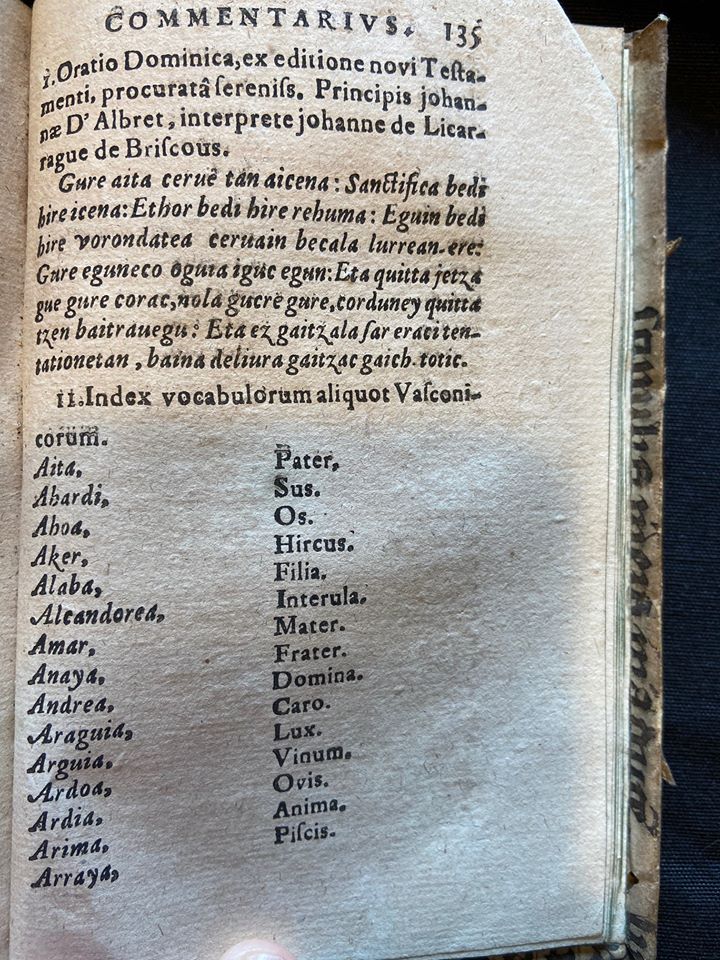 COMMENTARIVS. 135
i. Oratio Dominica, ex editione novi Testa-
menti, procuratâ ſereniſs. Principis johan-
næ D'Albret, interprete johanne de Licar-
rague de Briſcous.
Gure aita ceruē tan aicena: Sanctifica bedi
hire icena: Ethor bedi hire rehuma: Eguin bedi
hire vorondatea ceruain becala lurrean ere:
Gure eguneco oguia iguc egun: Eta quitta jetza
gue gure corac, nola gucre gure, corduney quitta
tzen baitrauegu: Eta ez gaitzala ſar eraci ten-
tationetan, baina deliura gaitzac gaich totic.
ii. Index vocabulorum aliquot Vaſconi-
corum.
Aita, Pater,
Ahardi, Sus.
Ahoa, Os.
Aker, Hircus.
Alaba, Filia.
Alcandorea, Interula.
Amar, Mater.
Anaya, Frater.
Andrea, Domina.
Araguia, Caro.
Arguia, Lux.
Ardoa, Vinum.
Ardia, Ovis.
Arima, Anima.
Arraya, Piſcis.